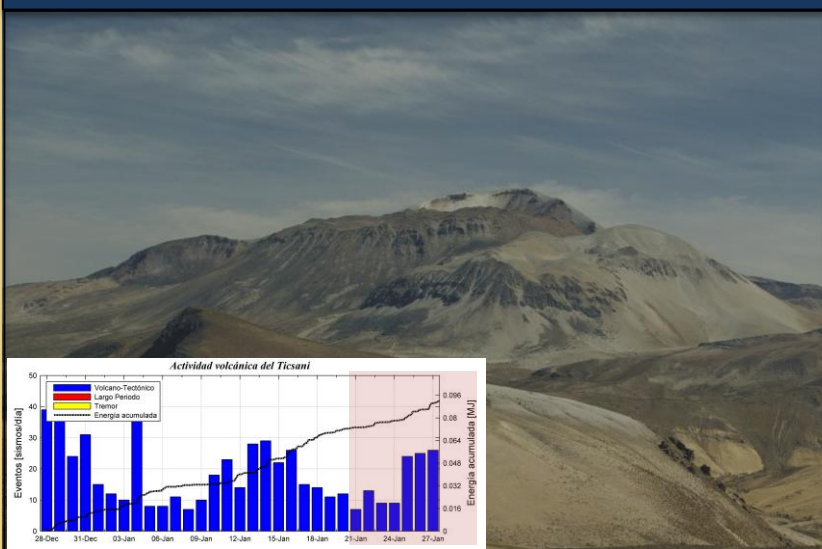 Actividad volcánica del Ticsani
Volcano-Tectónico
Largo Periodo
Tremor
Energía acumulada
Eventos [sismos/día]
50
40
30
20
10
0
Energía acumulada [MJ]
0.096
0.08
0.064
0.048
0.032
0.016
0
28-Dec 31-Dec 03-Jan 06-Jan 09-Jan 12-Jan 15-Jan 18-Jan 21-Jan 24-Jan 27-Jan